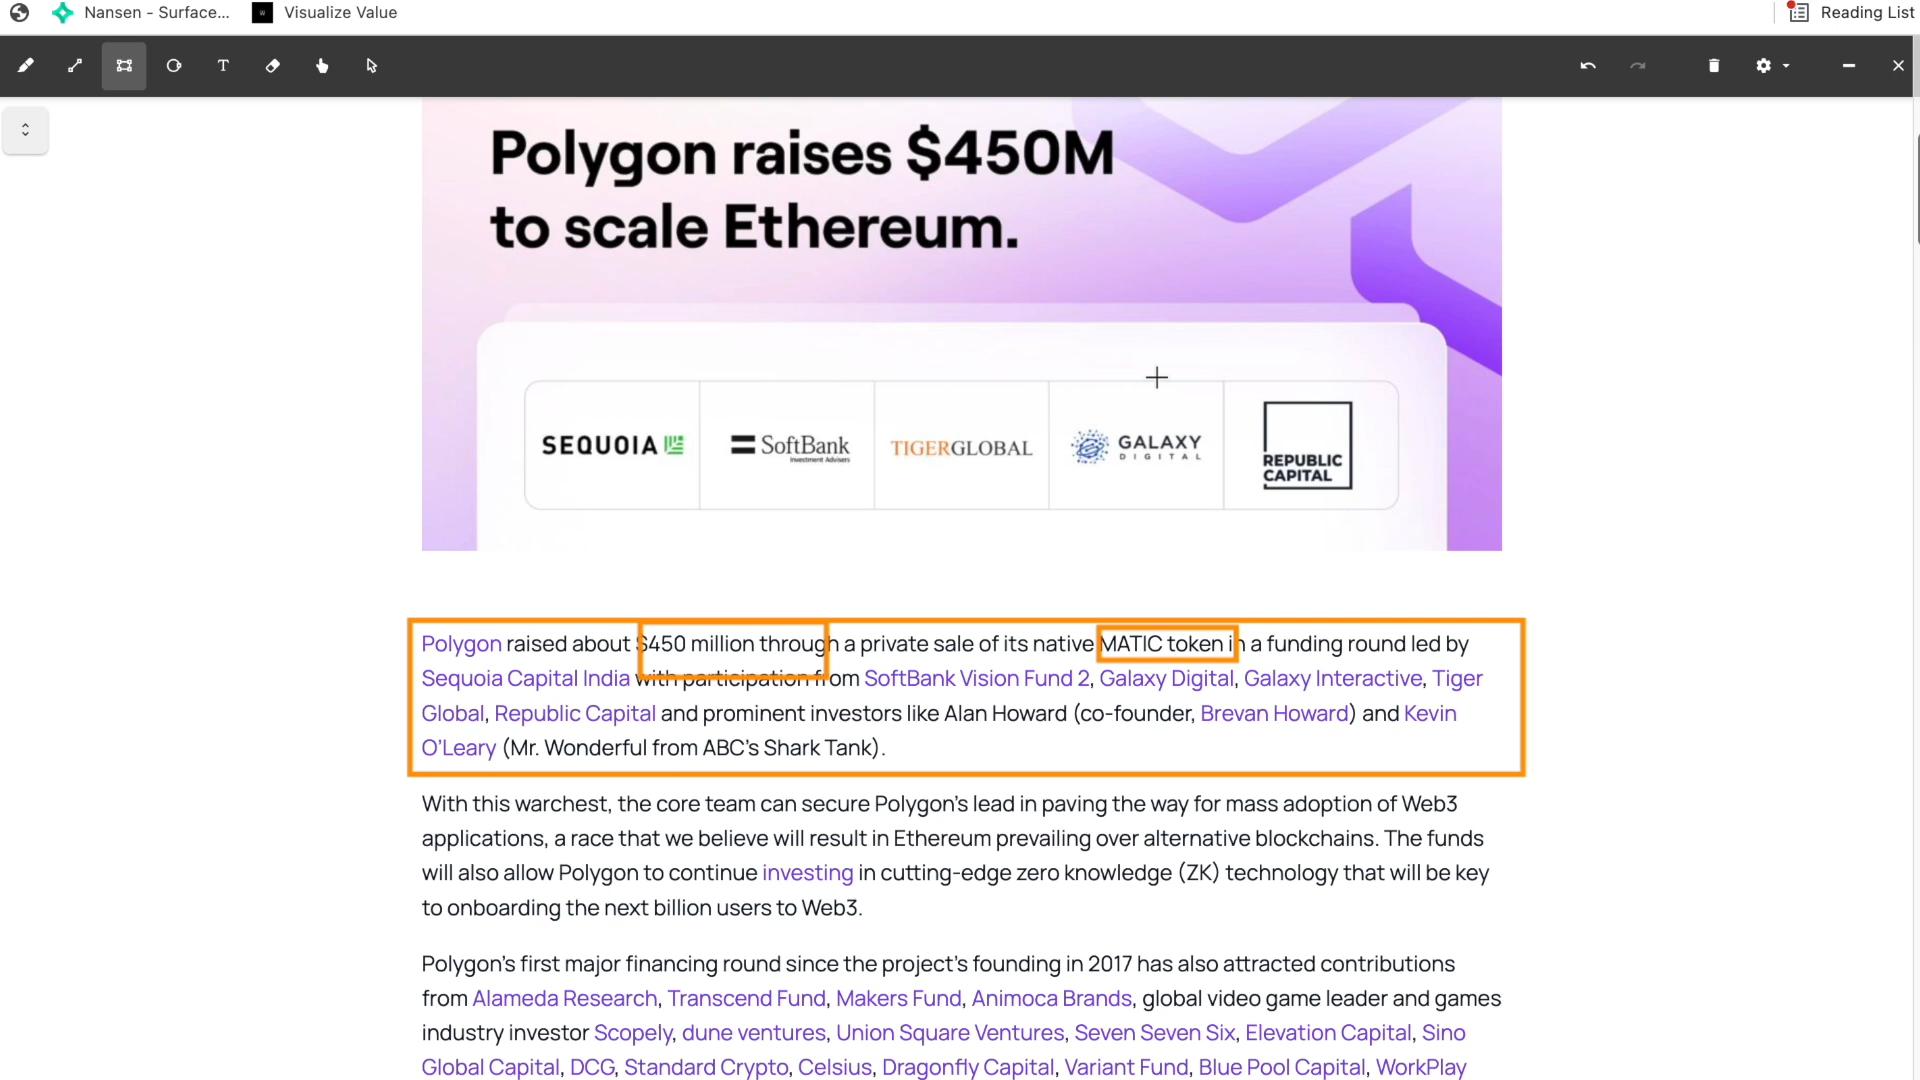 Nansen - Surface...
Visualize Value
Reading List
T
Polygon raises $450M
to scale Ethereum.
SEQUOIA
SoftBank
Investment Advisers
TIGERGLOBAL
GALAXY
DIGITAL
REPUBLIC
CAPITAL
Polygon raised about $450 million through a private sale of its native MATIC token in a funding round led by
Sequoia Capital India with participation from SoftBank Vision Fund 2, Galaxy Digital, Galaxy Interactive, Tiger
Global, Republic Capital and prominent investors like Alan Howard (co-founder, Brevan Howard) and Kevin
O'Leary (Mr. Wonderful from ABC's Shark Tank).
With this warchest, the core team can secure Polygon's lead in paving the way for mass adoption of Web3
applications, a race that we believe will result in Ethereum prevailing over alternative blockchains. The funds
will also allow Polygon to continue investing in cutting-edge zero knowledge (ZK) technology that will be key
to onboarding the next billion users to Web3.
Polygon's first major financing round since the project's founding in 2017 has also attracted contributions
from Alameda Research, Transcend Fund, Makers Fund, Animoca Brands, global video game leader and games
industry investor Scopely, dune ventures, Union Square Ventures, Seven Seven Six, Elevation Capital, Sino
Global Capital, DCG, Standard Crypto, Celsius, Dragonfly Capital, Variant Fund, Blue Pool Capital, WorkPlay